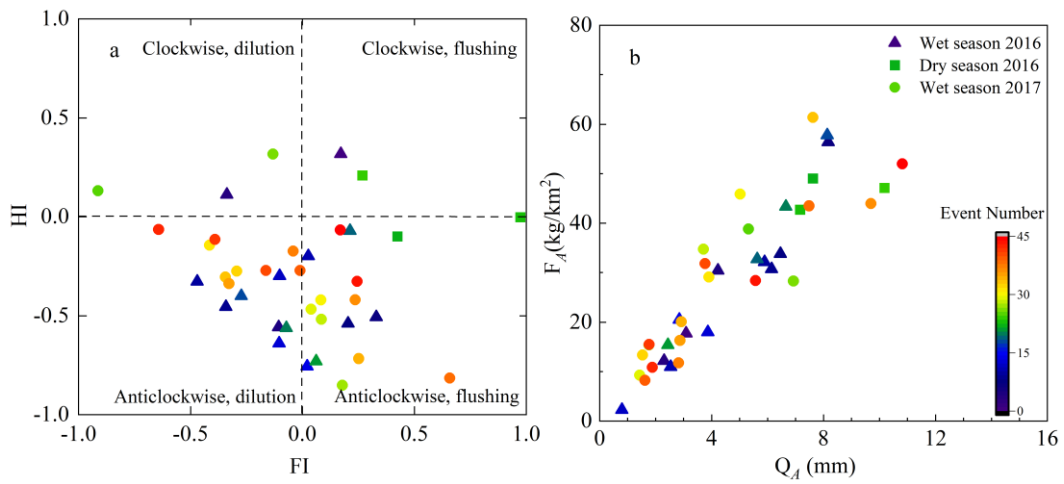 a
Clockwise, dilution
Clockwise, flushing
Anticlockwise, dilution
Anticlockwise, flushing
1.0
0.5
0.0
-0.5
-1.0
HI
-1.0 -0.5 0.0 0.5 1.0
FI
b
Wet season 2016
Dry season 2016
Wet season 2017
Event Number
45
30
15
0
80
60
40
20
0
F_A(kg/km²)
0 4 8 12 16
Q_A (mm)